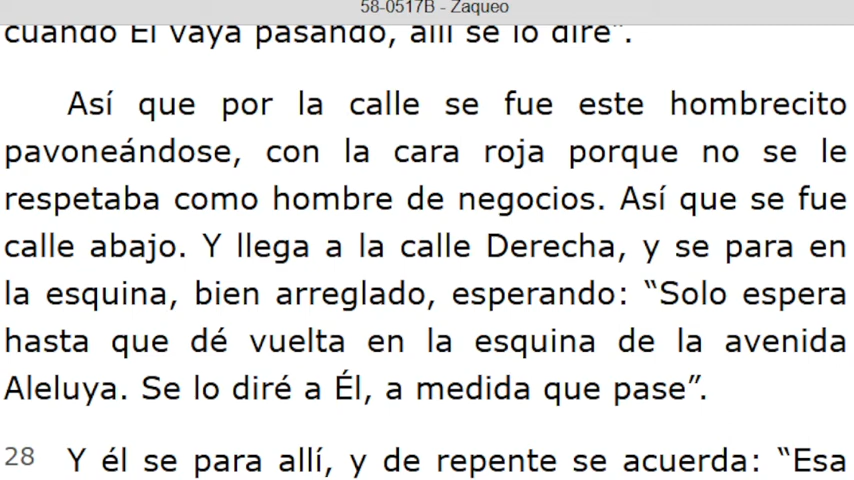 58-0517B - Zaqueo
cuando Él vaya pasando, allí se lo diré”.
Así que por la calle se fue este hombrecito
pavoneándose, con la cara roja porque no se le
respetaba como hombre de negocios. Así que se fue
calle abajo. Y llega a la calle Derecha, y se para en
la esquina, bien arreglado, esperando: “Solo espera
hasta que dé vuelta en la esquina de la avenida
Aleluya. Se lo diré a Él, a medida que pase”.
28 Y él se para allí, y de repente se acuerda: “Esa